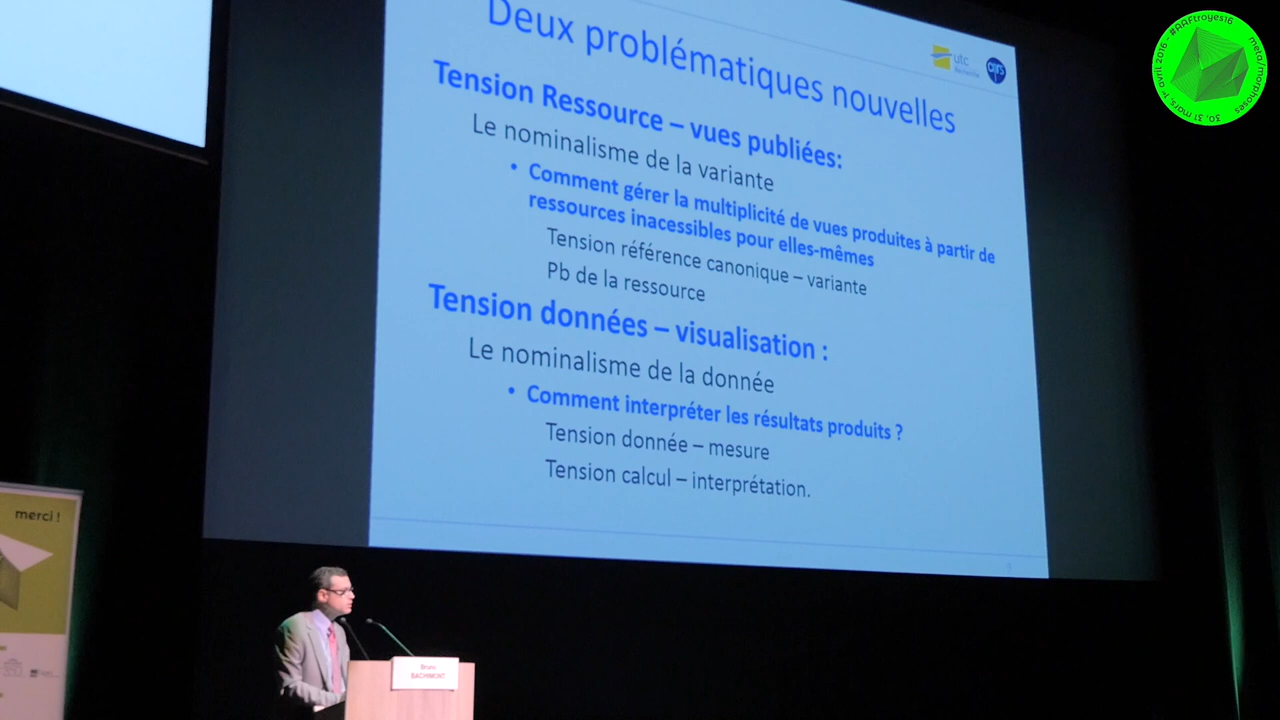 Deux problématiques nouvelles
utc
Recherche
Tension Ressource – vues publiées:
Le nominalisme de la variante
• Comment gérer la multiplicité de vues produites à partir de
ressources inacessibles pour elles-mêmes
Tension référence canonique – variante
Pb de la ressource
Tension données – visualisation :
Le nominalisme de la donnée
• Comment interpréter les résultats produits ?
Tension donnée – mesure
Tension calcul – interprétation.
30, 31 mars, 1er avril 2016 - #AAFtroyes16
meta/morphoses
merci !
Bruno
BACHIMONT